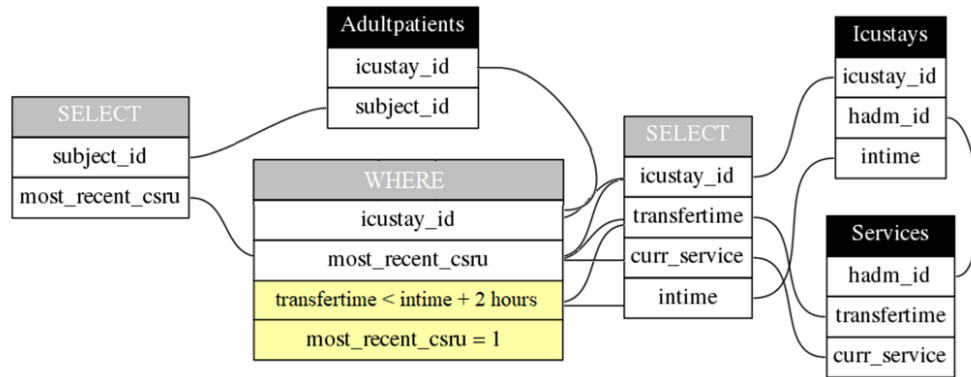 Adultpatients
icustay_id
subject_id
SELECT
subject_id
most_recent_csru
WHERE
icustay_id
most_recent_csru
transfertime < intime + 2 hours
most_recent_csru = 1
SELECT
icustay_id
transfertime
curr_service
intime
Icustays
icustay_id
hadm_id
intime
Services
hadm_id
transfertime
curr_service